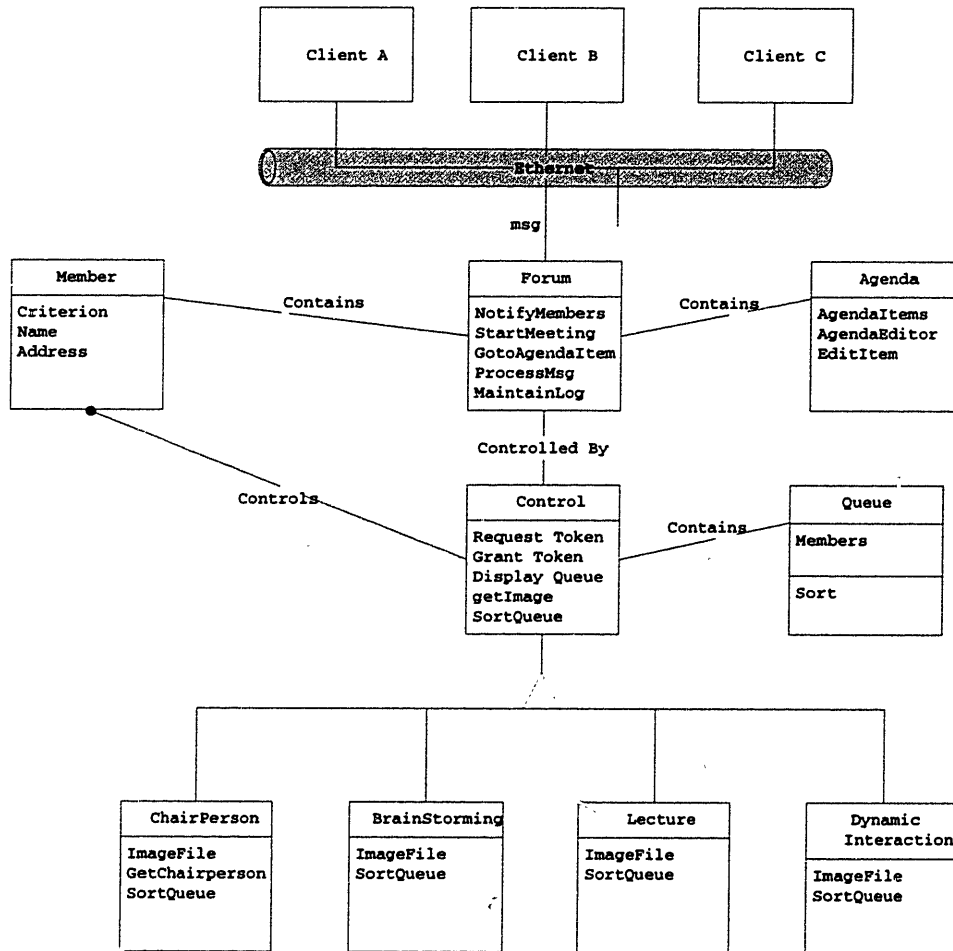 Client A
Client B
Client C
Ethernet
msg
Member
Criterion
Name
Address
Contains
Forum
NotifyMembers
StartMeeting
GotoAgendaItem
ProcessMsg
MaintainLog
Contains
Agenda
AgendaItems
AgendaEditor
EditItem
Controlled By
Controls
Control
Request Token
Grant Token
Display Queue
getImage
SortQueue
Contains
Queue
Members
Sort
ChairPerson
ImageFile
GetChairperson
SortQueue
BrainStorming
ImageFile
SortQueue
Lecture
ImageFile
SortQueue
Dynamic
Interaction
ImageFile
SortQueue